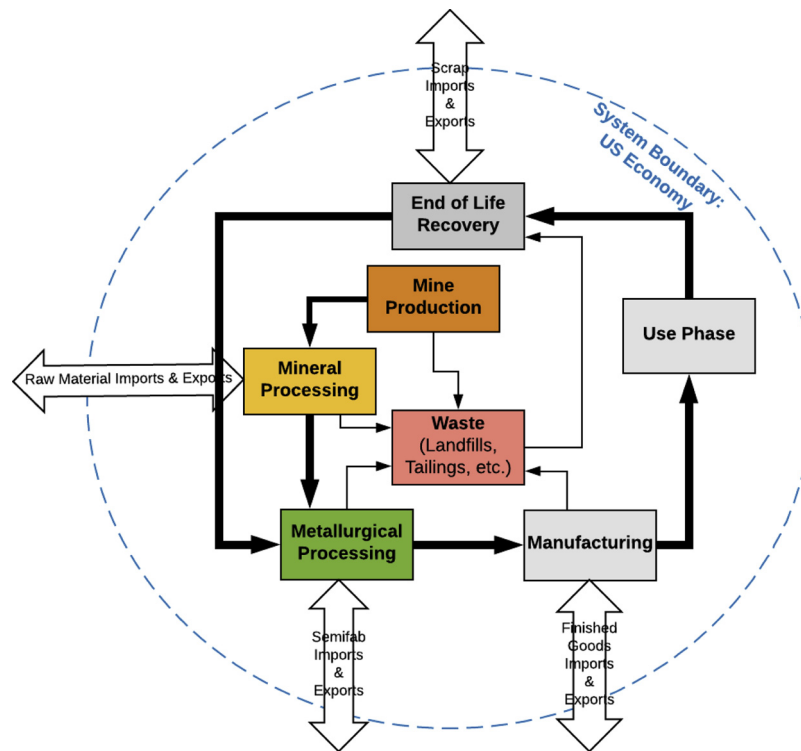 Scrap
Imports
&
Exports
System Boundary:
US Economy
End of Life
Recovery
Mine
Production
Use Phase
Raw Material Imports & Exports
Mineral
Processing
Waste
(Landfills,
Tailings, etc.)
Metallurgical
Processing
Manufacturing
Semifab
Imports
&
Exports
Finished
Goods
Imports
&
Exports